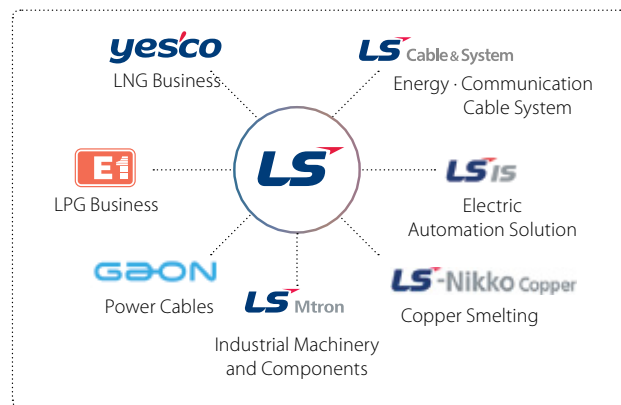 yesco
LNG Business
LS Cable & System
Energy · Communication
Cable System
E1
LPG Business
LS
LS IS
Electric
Automation Solution
GAON
Power Cables
LS Mtron
Industrial Machinery
and Components
LS-Nikko Copper
Copper Smelting